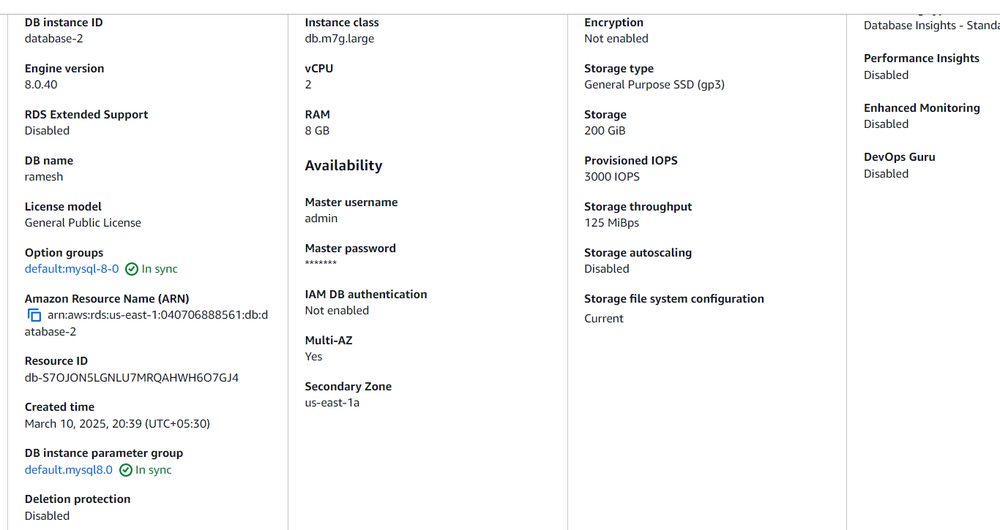 DB instance ID
database-2
Engine version
8.0.40
RDS Extended Support
Disabled
DB name
ramesh
License model
General Public License
Option groups
default:mysql-8-0 In sync
Amazon Resource Name (ARN)
arn:aws:rds:us-east-1:040706888561:db:d
atabase-2
Resource ID
db-S7OJON5LGNLU7MRQAHWH6O7GJ4
Created time
March 10, 2025, 20:39 (UTC+05:30)
DB instance parameter group
default.mysql8.0 In sync
Deletion protection
Disabled
Instance class
db.m7g.large
vCPU
2
RAM
8 GB
Availability
Master username
admin
Master password
*******
IAM DB authentication
Not enabled
Multi-AZ
Yes
Secondary Zone
us-east-1a
Encryption
Not enabled
Storage type
General Purpose SSD (gp3)
Storage
200 GiB
Provisioned IOPS
3000 IOPS
Storage throughput
125 MiBps
Storage autoscaling
Disabled
Storage file system configuration
Current
Database Insights - Standa
Performance Insights
Disabled
Enhanced Monitoring
Disabled
DevOps Guru
Disabled